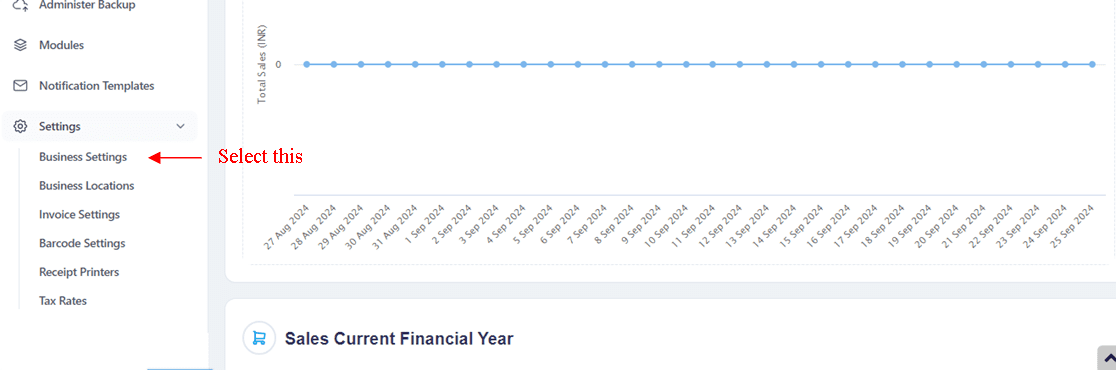 Administer Backup
Modules
Notification Templates
Settings
Business Settings
Select this
Business Locations
Invoice Settings
Barcode Settings
Receipt Printers
Tax Rates
Total Sales (INR)
0
27 Aug 2024
28 Aug 2024
29 Aug 2024
30 Aug 2024
31 Aug 2024
1 Sep 2024
2 Sep 2024
3 Sep 2024
4 Sep 2024
5 Sep 2024
6 Sep 2024
7 Sep 2024
8 Sep 2024
9 Sep 2024
10 Sep 2024
11 Sep 2024
12 Sep 2024
13 Sep 2024
14 Sep 2024
15 Sep 2024
16 Sep 2024
17 Sep 2024
18 Sep 2024
19 Sep 2024
20 Sep 2024
21 Sep 2024
22 Sep 2024
23 Sep 2024
24 Sep 2024
25 Sep 2024
Sales Current Financial Year